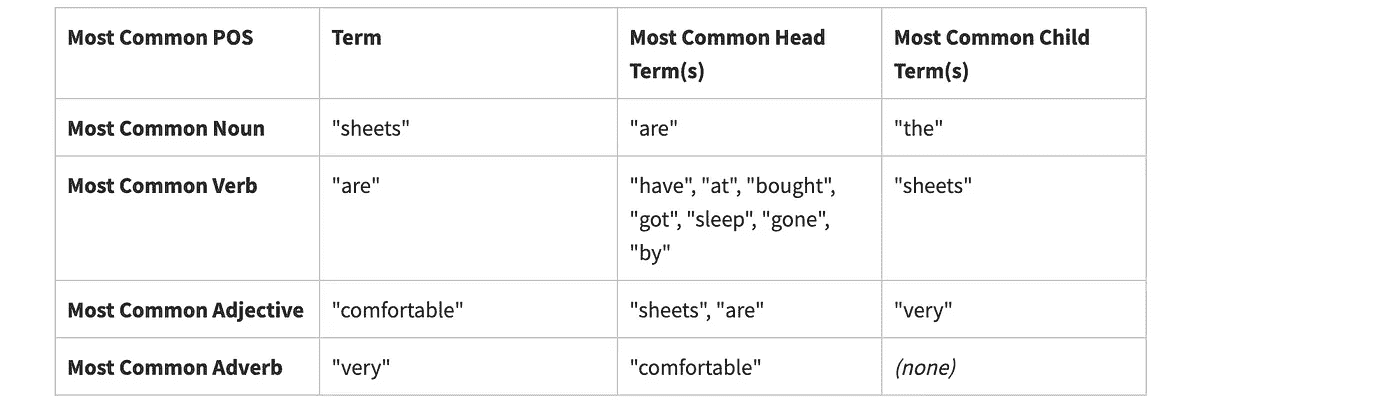 Most Common POS Term Most Common Head Most Common Child
Term(s) Term(s)
Most Common Noun "sheets" "are" "the"
Most Common Verb "are" "have", "at", "bought", "sheets"
"got", "sleep", "gone",
"by"
Most Common Adjective "comfortable" "sheets", "are" "very"
Most Common Adverb "very" "comfortable" (none)